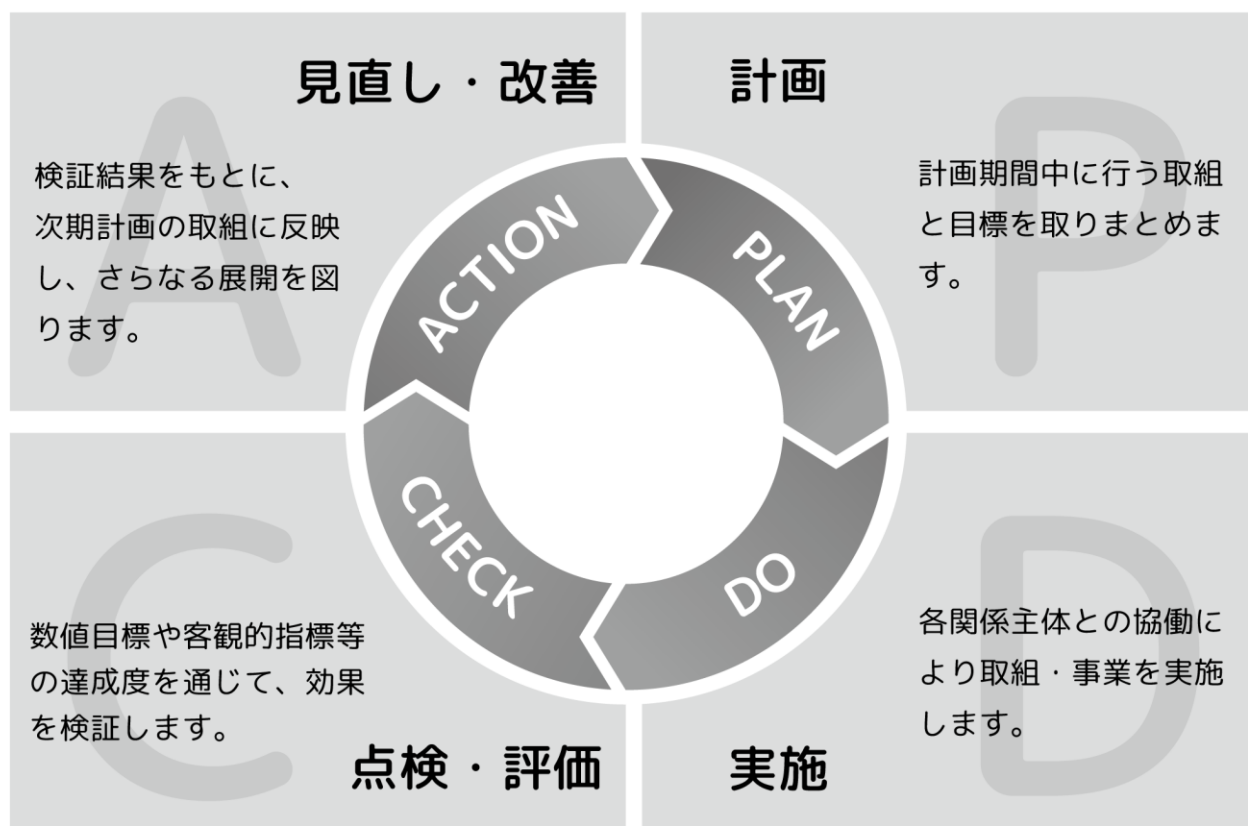 見直し・改善
検証結果をもとに、
次期計画の取組に反映
し、さらなる展開を図
ります。
A
ACTION
計画
計画期間中に行う取組
と目標を取りまとめま
す。
P
PLAN
数値目標や客観的指標等
の達成度を通じて、効果
を検証します。
点検・評価
C
CHECK
各関係主体との協働に
より取組・事業を実施
します。
実施
D
DO